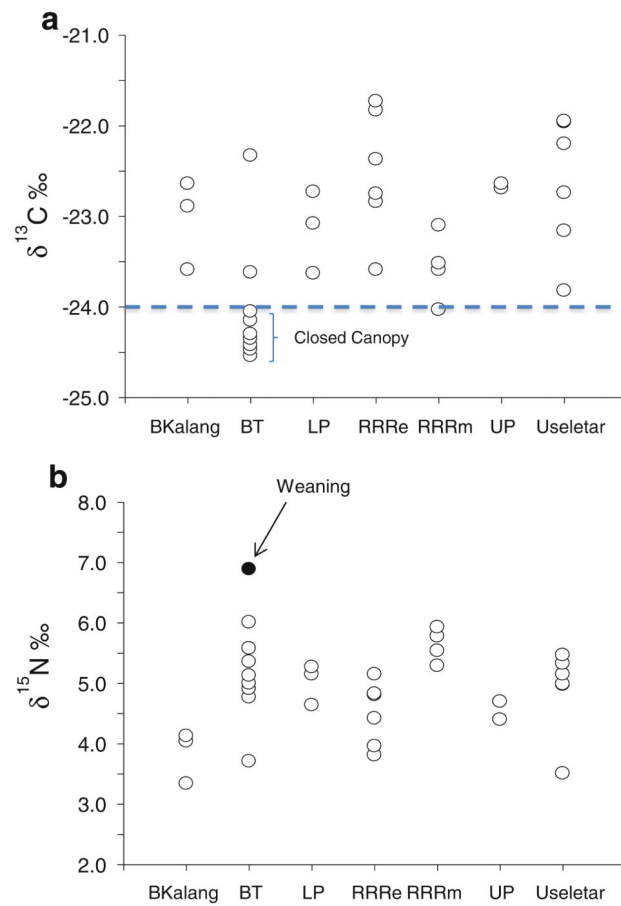 a
-21.0
-22.0
-23.0
-24.0
-25.0
δ13C ‰
Closed Canopy
BKalang BT LP RRRe RRRm UP Useletar
b
Weaning
8.0
7.0
6.0
5.0
4.0
3.0
2.0
δ15N ‰
BKalang BT LP RRRe RRRm UP Useletar